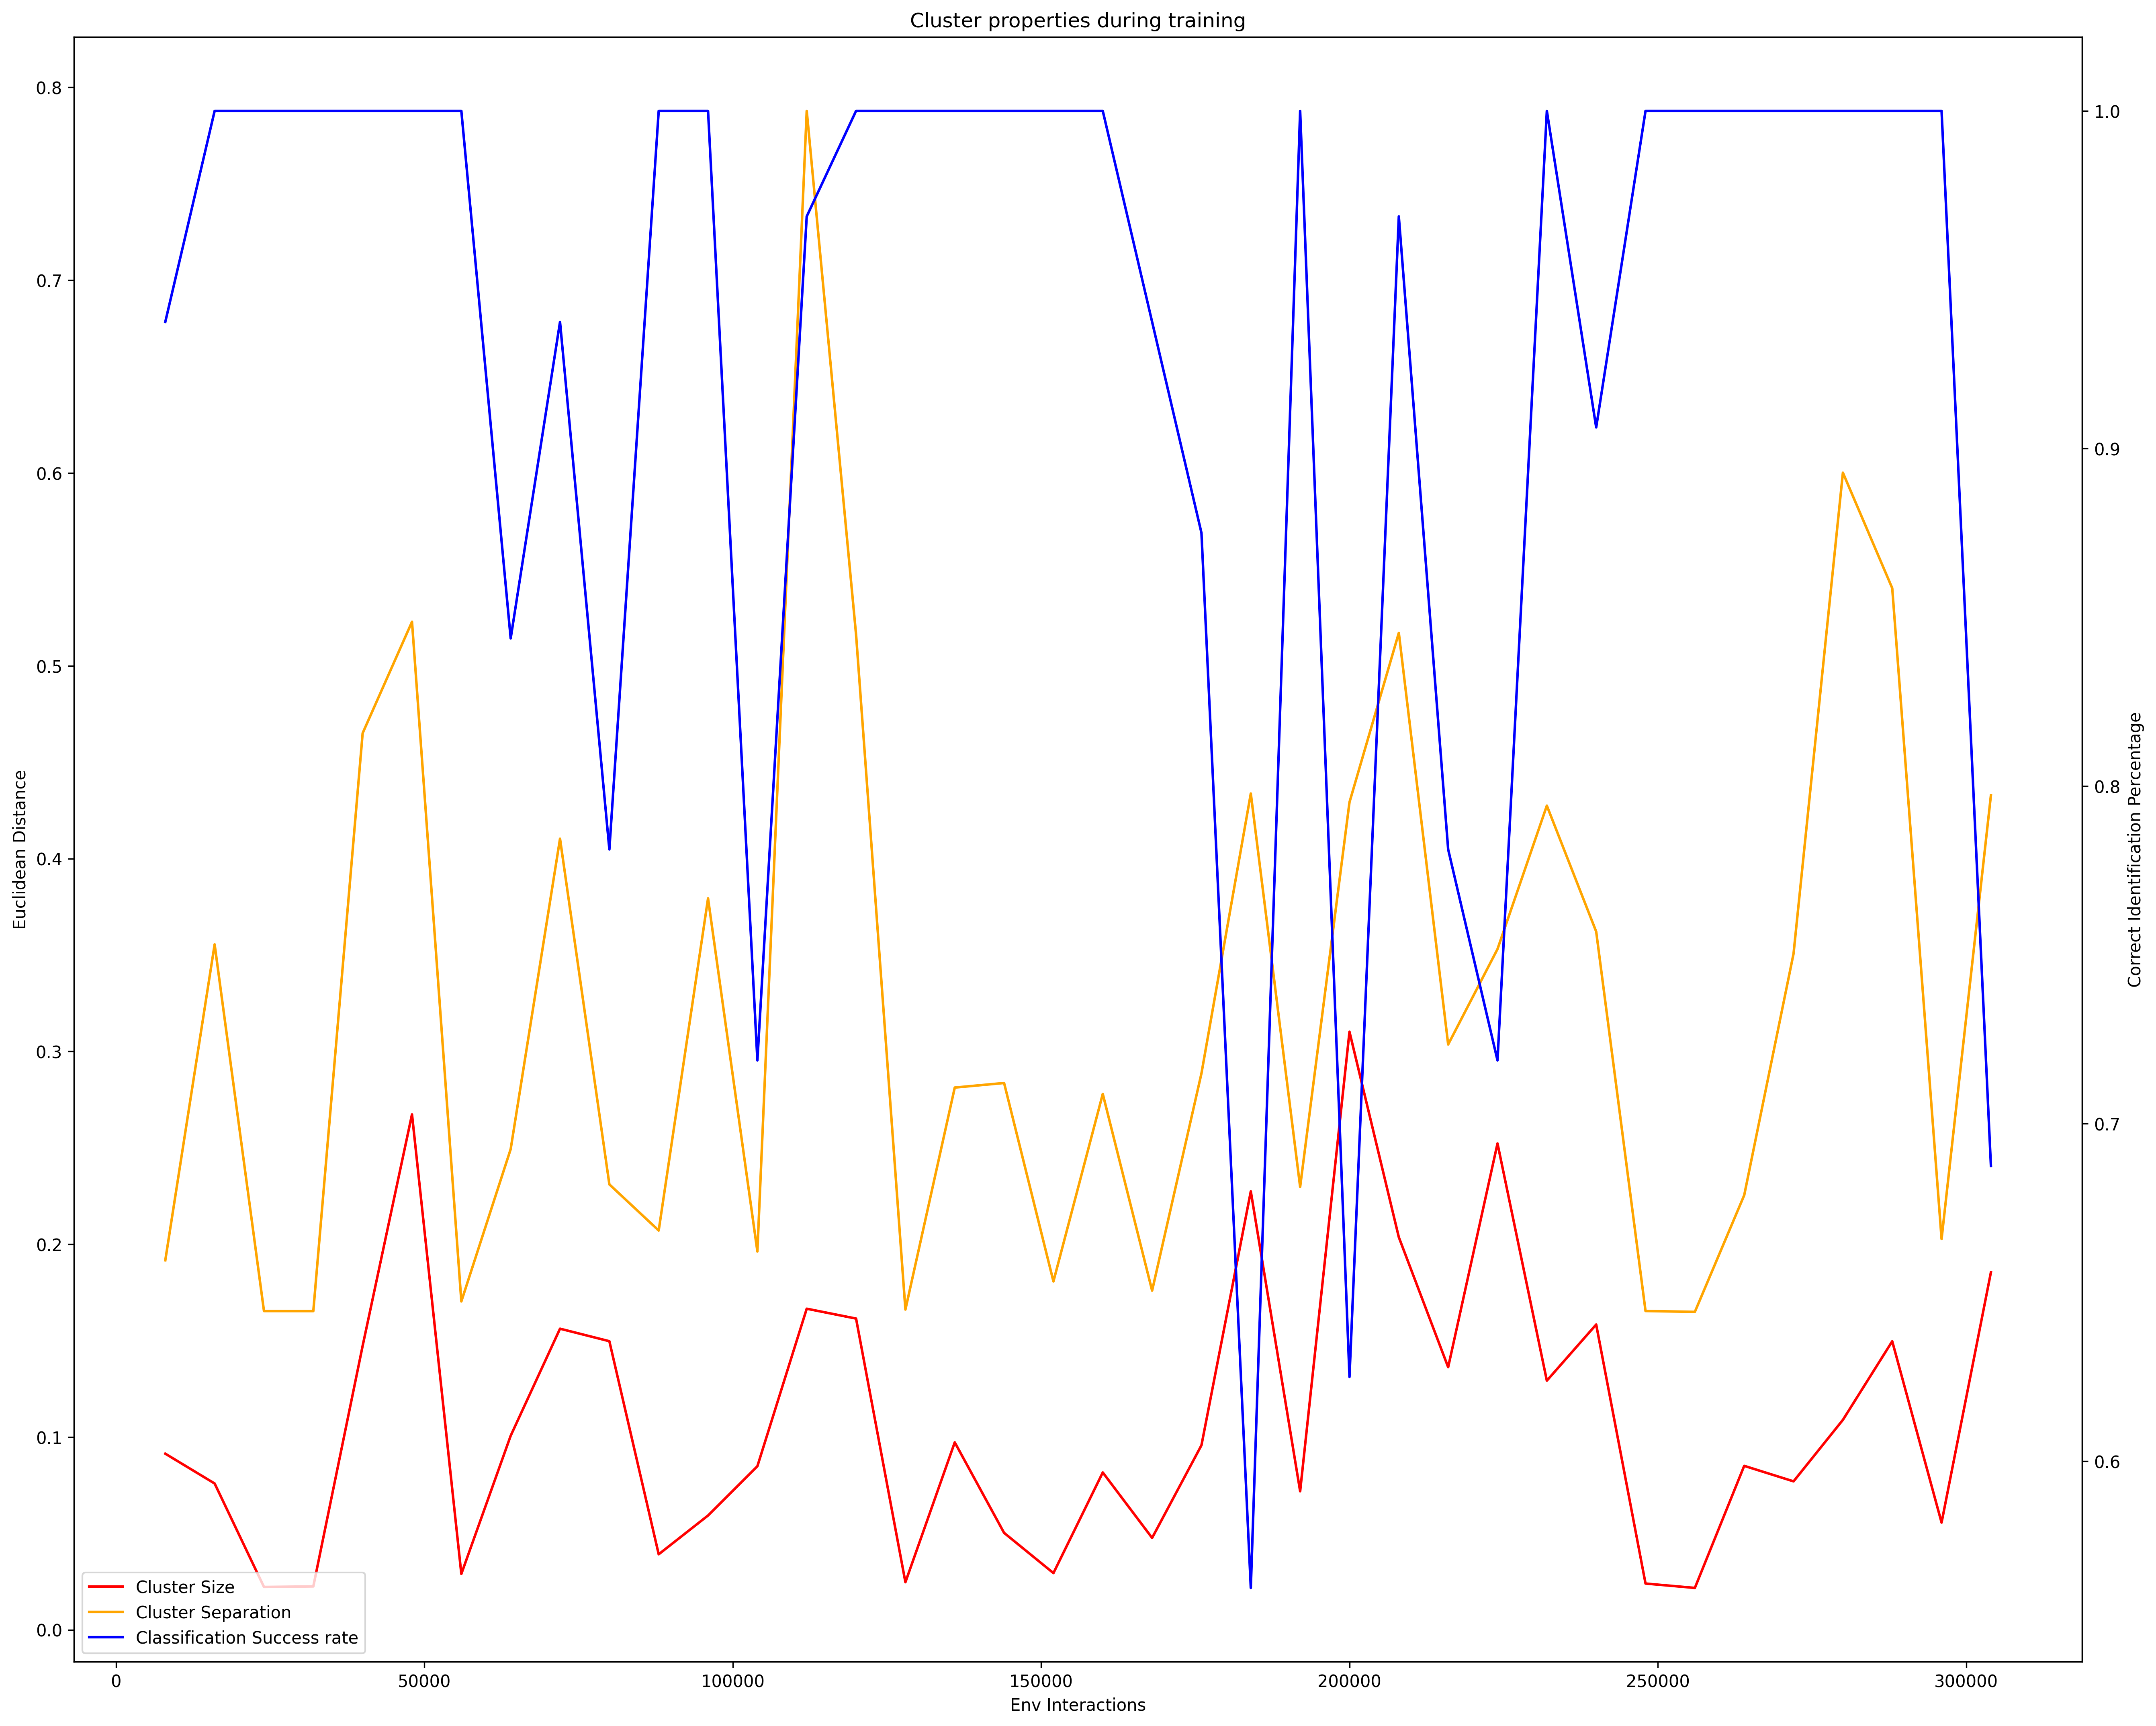 Cluster properties during training
0.8
0.7
0.6
0.5
0.4
0.3
0.2
0.1
0.0
Euclidean Distance
1.0
0.9
0.8
0.7
0.6
Correct Identification Percentage
Cluster Size
Cluster Separation
Classification Success rate
0 50000 100000 150000 200000 250000 300000
Env Interactions